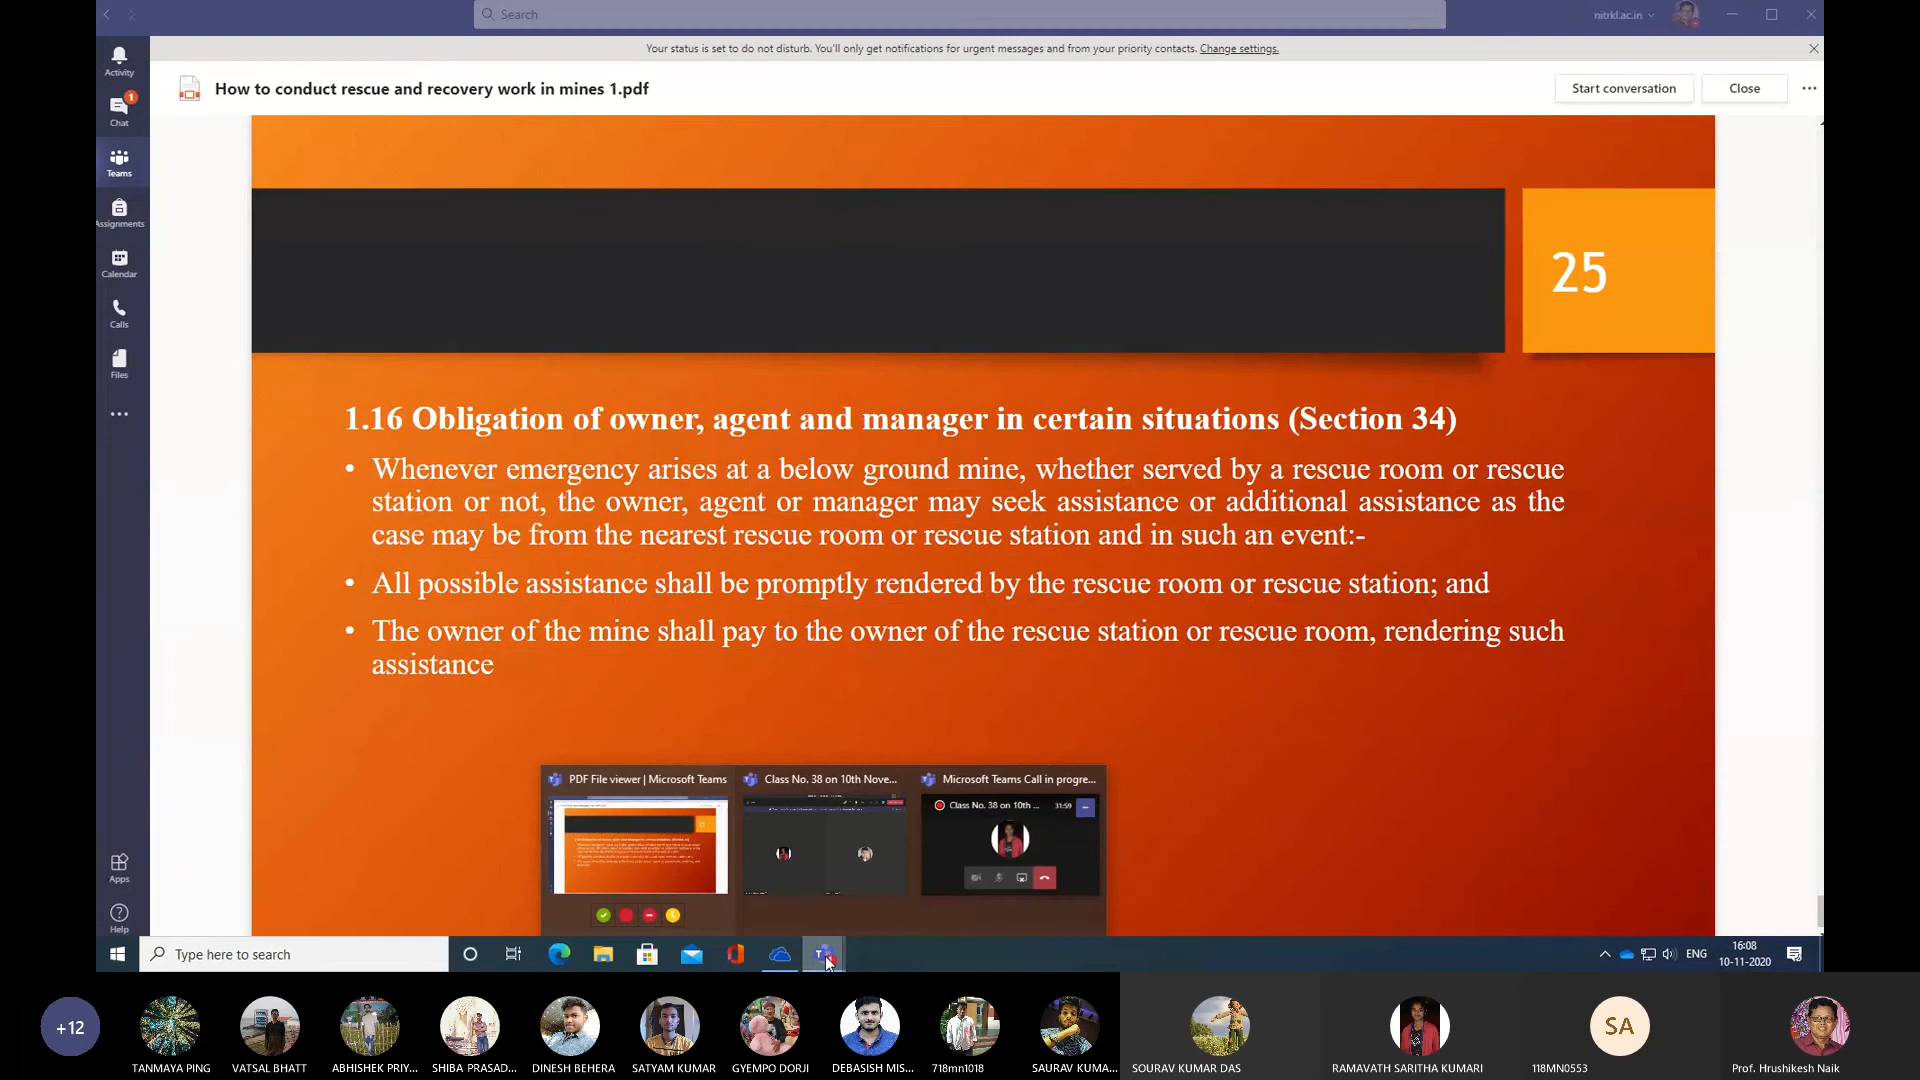 Search
nitrkl.ac.in
Your status is set to do not disturb. You'll only get notifications for urgent messages and from your priority contacts. Change settings.
Activity
How to conduct rescue and recovery work in mines 1.pdf
Start conversation
Close
1
Chat
Teams
Assignments
Calendar
Calls
Files
25
1.16 Obligation of owner, agent and manager in certain situations (Section 34)
• Whenever emergency arises at a below ground mine, whether served by a rescue room or rescue
station or not, the owner, agent or manager may seek assistance or additional assistance as the
case may be from the nearest rescue room or rescue station and in such an event:-
• All possible assistance shall be promptly rendered by the rescue room or rescue station; and
• The owner of the mine shall pay to the owner of the rescue station or rescue room, rendering such
assistance
PDF File viewer | Microsoft Teams
Class No. 38 on 10th Nove...
Microsoft Teams Call in progre...
Class No. 38 on 10th ...
31:59
Apps
Help
Type here to search
ENG
16:08
10-11-2020
+12
TANMAYA PING
VATSAL BHATT
ABHISHEK PRIY...
SHIBA PRASAD...
DINESH BEHERA
SATYAM KUMAR
GYEMPO DORJI
DEBASISH MIS...
718mn1018
SAURAV KUMA...
SOURAV KUMAR DAS
RAMAVATH SARITHA KUMARI
SA
118MN0553
Prof. Hrushikesh Naik